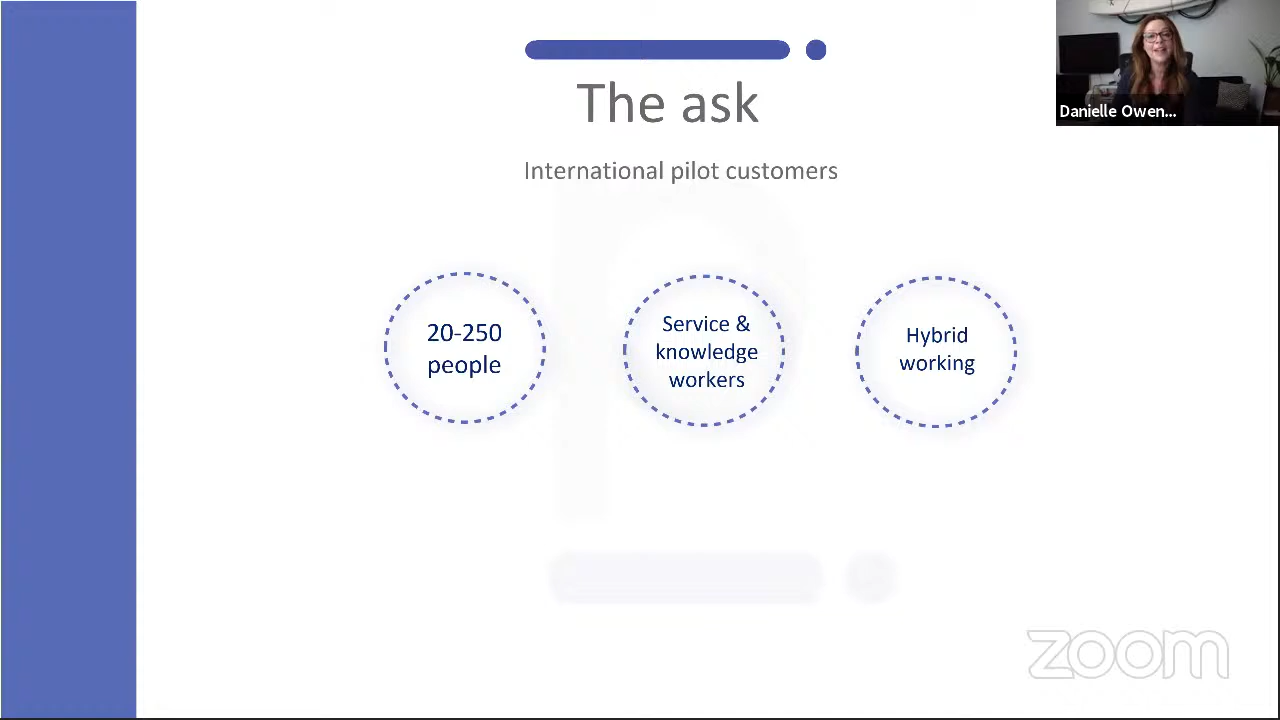 The ask
International pilot customers
20-250
people
Service &
knowledge
workers
Hybrid
working
Danielle Owen...
zoom